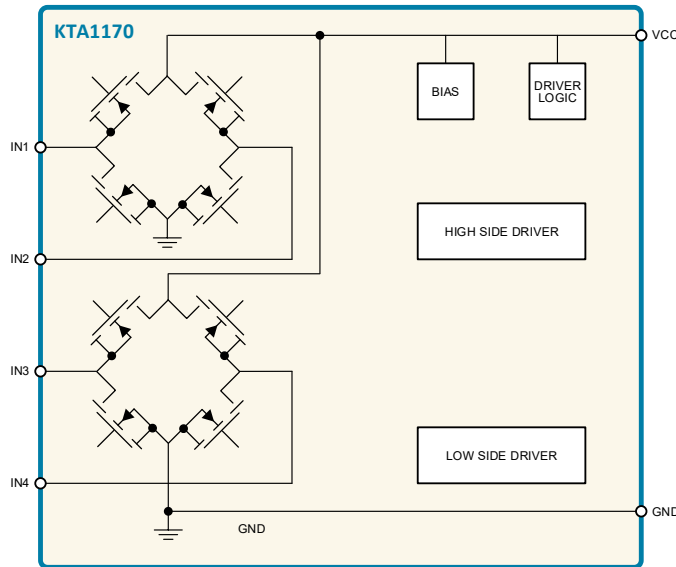 KTA1170
VCC
BIAS
DRIVER
LOGIC
IN1
HIGH SIDE DRIVER
IN2
IN3
LOW SIDE DRIVER
IN4
GND
GND